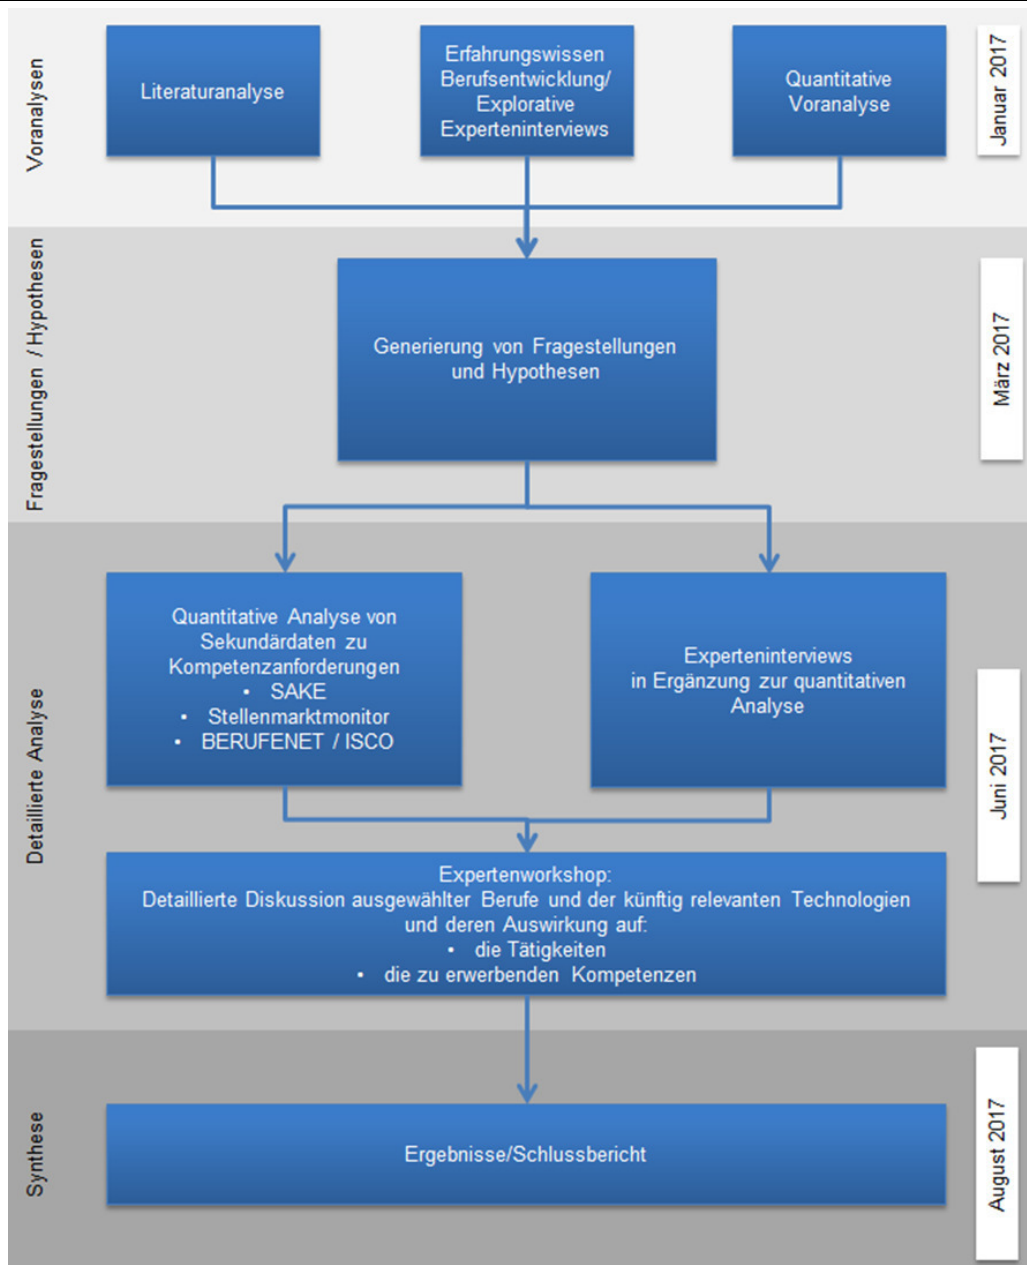 Voranalysen
Literaturanalyse
Erfahrungswissen
Berufsentwicklung/
Explorative
Experteninterviews
Quantitative
Voranalyse
Januar 2017
Fragestellungen / Hypothesen
Generierung von Fragestellungen
und Hypothesen
März 2017
Detaillierte Analyse
Quantitative Analyse von
Sekundärdaten zu
Kompetenzanforderungen
• SAKE
• Stellenmarktmonitor
• BERUFENET / ISCO
Experteninterviews
in Ergänzung zur quantitativen
Analyse
Juni 2017
Expertenworkshop:
Detaillierte Diskussion ausgewählter Berufe und der künftig relevanten Technologien
und deren Auswirkung auf:
• die Tätigkeiten
• die zu erwerbenden Kompetenzen
Synthese
Ergebnisse/Schlussbericht
August 2017